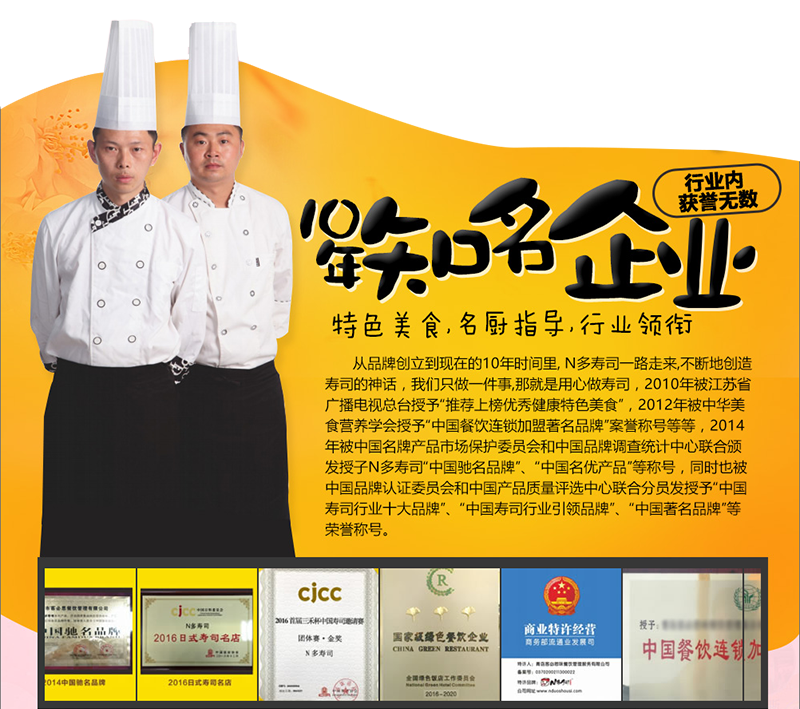 行业内
获誉无数
10年知名企业
特色美食,名厨指导,行业领衔
从品牌创立到现在的10年时间里, N多寿司一路走来,不断地创造
寿司的神话，我们只做一件事,那就是用心做寿司，2010年被江苏省
广播电视总台授予“推荐上榜优秀健康特色美食”，2012年被中华美
食营养学会授予“中国餐饮连锁加盟著名品牌”案誉称号等等，2014
年被中国名牌产品市场保护委员会和中国品牌调查统计中心联合颁
发授子N多寿司“中国驰名品牌”、“中国名优产品”等称号，同时也被
中国品牌认证委员会和中国产品质量评选中心联合分员发授予“中国
寿司行业十大品牌”、“中国寿司行业引领品牌”、“中国著名品牌”等
荣誉称号。
中国驰名品牌
2014中国驰名品牌
cjcc
N多寿司
2016日式寿司名店
2016日式寿司名店
cjcc
2016首届三禾杯中国寿司邀请赛
团体赛·金奖
N多寿司
国家级绿色餐饮企业
CHINA GREEN RESTAURANT
全国绿色饭店工作委员会
National Green Hotel Committee
2016-2020
商业特许经营
商务部流通业发展司
授予:
中国餐饮连锁加